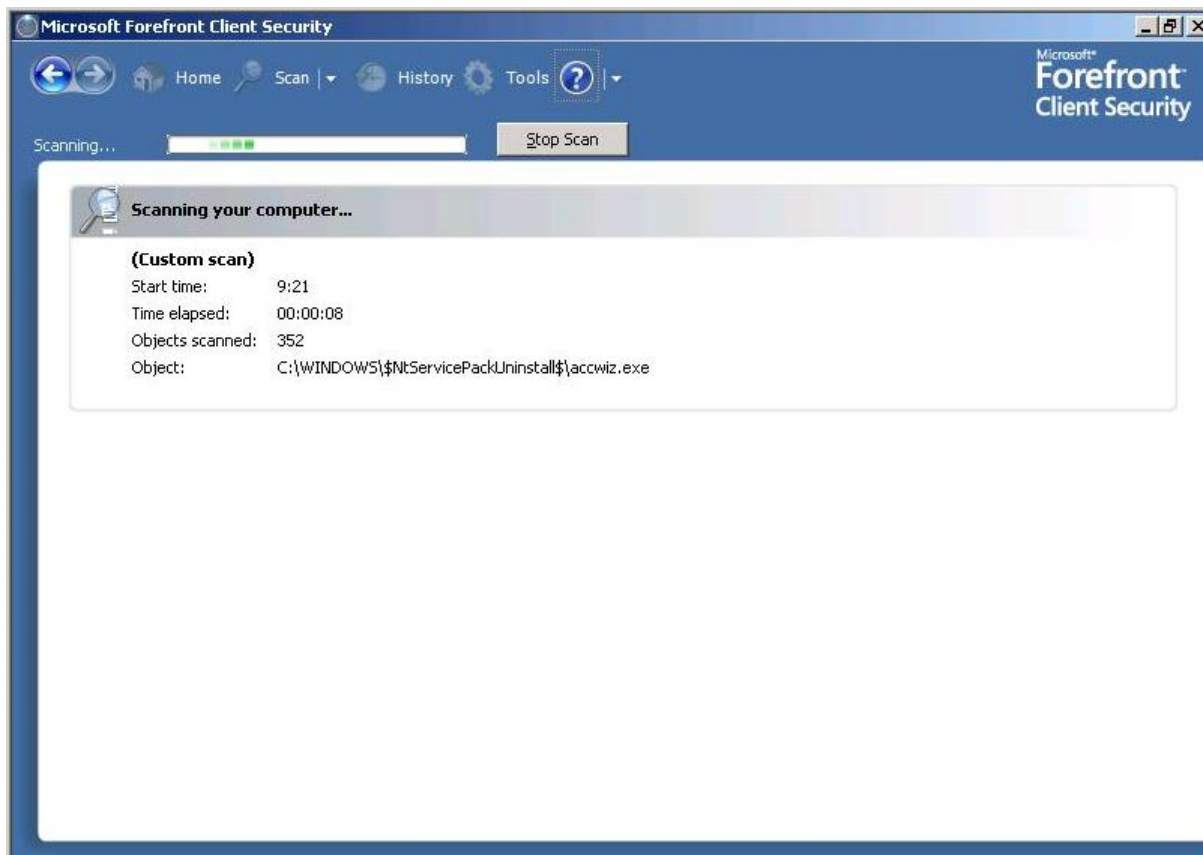 Microsoft Forefront Client Security
Home Scan History Tools ?
Microsoft®
Forefront™
Client Security
Scanning... Stop Scan
Scanning your computer...
(Custom scan)
Start time: 9:21
Time elapsed: 00:00:08
Objects scanned: 352
Object: C:\WINDOWS\$NtServicePackUninstall$\accwiz.exe